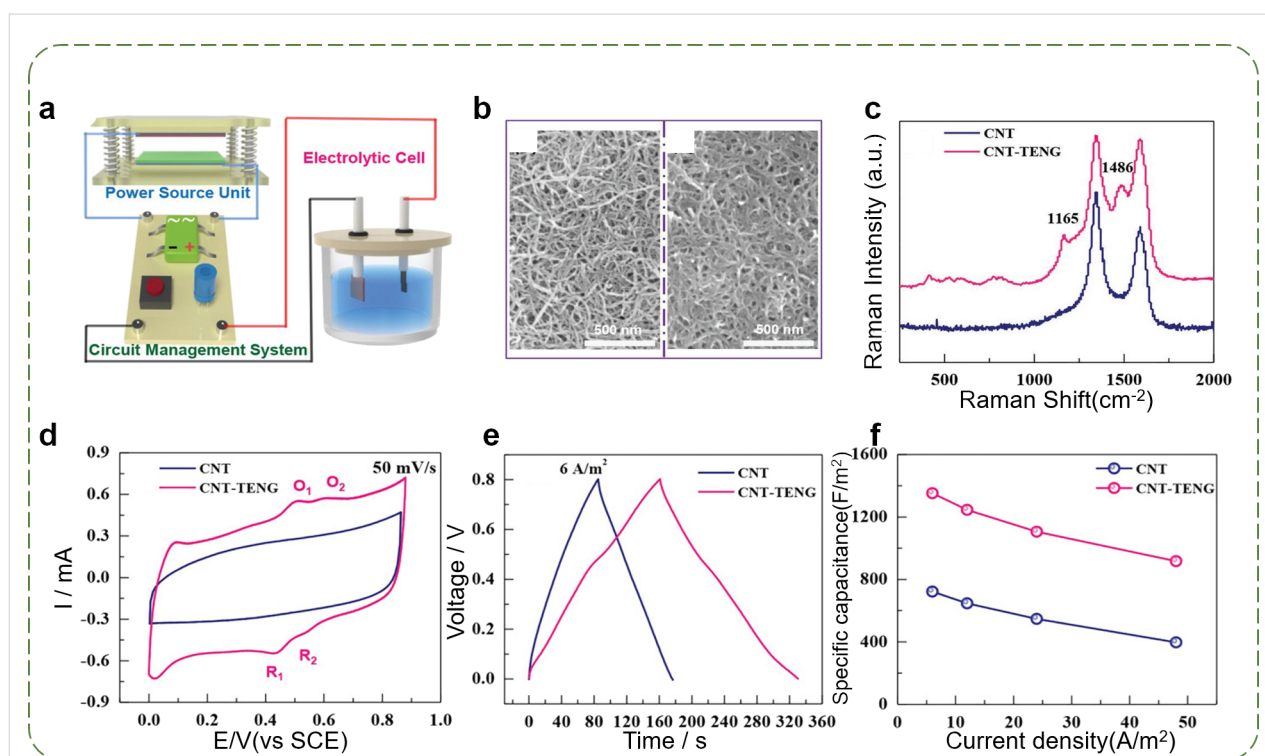 a
Electrolytic Cell
Power Source Unit
~ ~
- +
Circuit Management System
b
500 nm
500 nm
c
CNT
CNT-TENG
1486
1165
Raman Intensity (a.u.)
500
1000
1500
2000
Raman Shift(cm-2)
d
0.9
0.6
0.3
0.0
-0.3
-0.6
-0.9
I / mA
CNT
50 mV/s
CNT-TENG
O1
O2
R1
R2
0.0
0.2
0.4
0.6
0.8
1.0
E/V(vs SCE)
e
0.8
0.6
0.4
0.2
0.0
Voltage / V
6 A/m2
CNT
CNT-TENG
0
40
80
120
160
200
240
280
320
360
Time / s
f
1600
1200
800
400
0
Specific capacitance(F/m2)
CNT
CNT-TENG
0
10
20
30
40
50
Current density(A/m2)